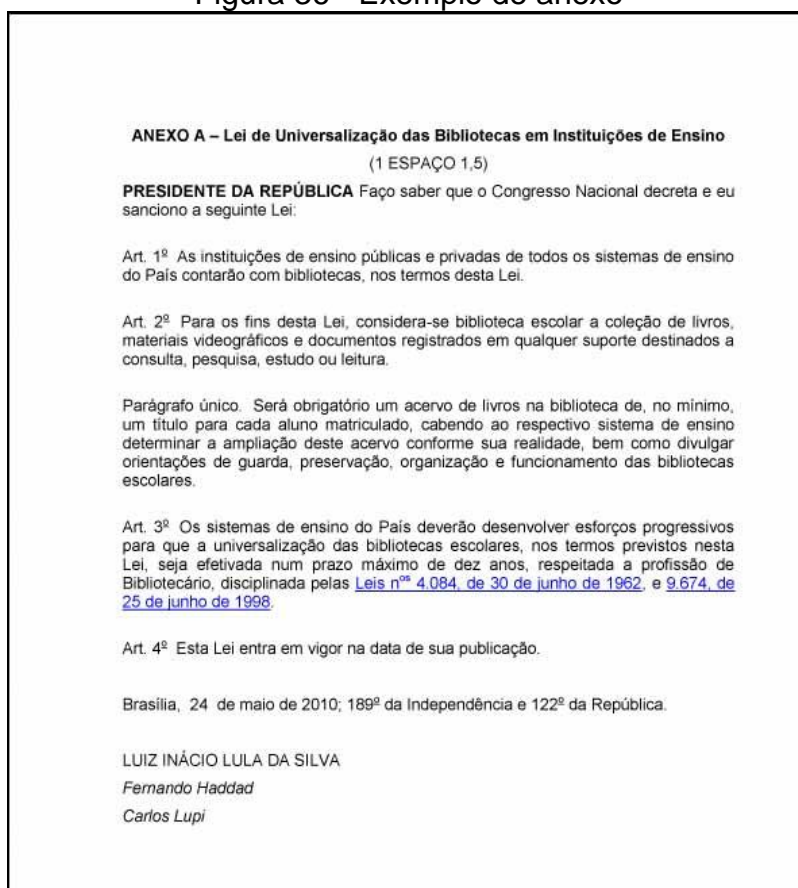 ANEXO A – Lei de Universalização das Bibliotecas em Instituições de Ensino
(1 ESPAÇO 1,5)
PRESIDENTE DA REPÚBLICA Faço saber que o Congresso Nacional decreta e eu
sanciono a seguinte Lei:
Art. 1º As instituições de ensino públicas e privadas de todos os sistemas de ensino
do País contarão com bibliotecas, nos termos desta Lei.
Art. 2º Para os fins desta Lei, considera-se biblioteca escolar a coleção de livros,
materiais videográficos e documentos registrados em qualquer suporte destinados a
consulta, pesquisa, estudo ou leitura.
Parágrafo único. Será obrigatório um acervo de livros na biblioteca de, no mínimo,
um título para cada aluno matriculado, cabendo ao respectivo sistema de ensino
determinar a ampliação deste acervo conforme sua realidade, bem como divulgar
orientações de guarda, preservação, organização e funcionamento das bibliotecas
escolares.
Art. 3º Os sistemas de ensino do País deverão desenvolver esforços progressivos
para que a universalização das bibliotecas escolares, nos termos previstos nesta
Lei, seja efetivada num prazo máximo de dez anos, respeitada a profissão de
Bibliotecário, disciplinada pelas Leis nºs 4.084, de 30 de junho de 1962, e 9.674, de
25 de junho de 1998.
Art. 4º Esta Lei entra em vigor na data de sua publicação.
Brasília, 24 de maio de 2010; 189º da Independência e 122º da República.
LUIZ INÁCIO LULA DA SILVA
Fernando Haddad
Carlos Lupi